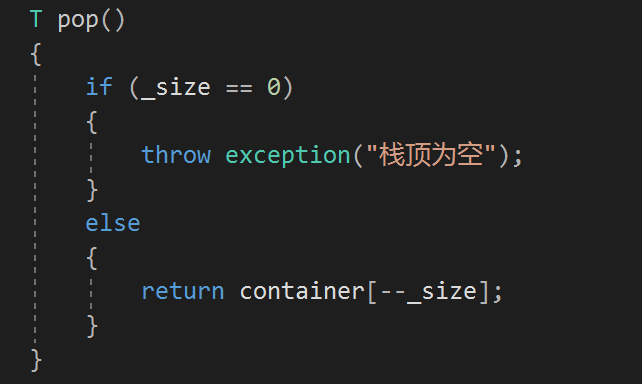 T pop()
{
    if (_size == 0)
    {
        throw exception("栈顶为空");
    }
    else
    {
        return container[--_size];
    }
}